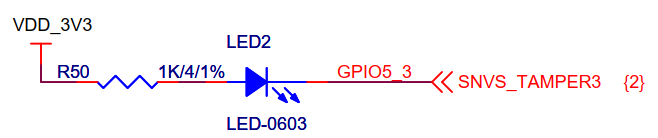 VDD_3V3
LED2
R50 1K/4/1% GPIO5_3 SNVS_TAMPER3 {2}
LED-0603